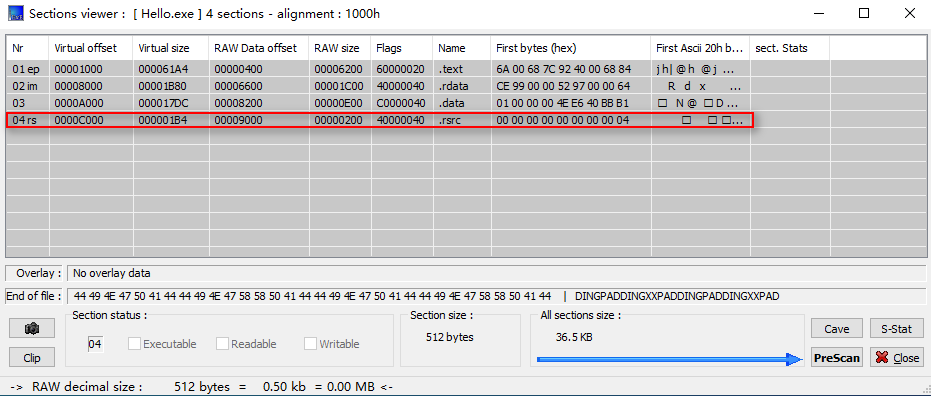 Sections viewer : [ Hello.exe ] 4 sections - alignment : 1000h
Nr Virtual offset Virtual size RAW Data offset RAW size Flags Name First bytes (hex) First Ascii 20h b... sect. Stats
01 ep 00001000 000061A4 00000400 00006200 60000020 .text 6A 00 68 7C 92 40 00 68 84 j h| @ h @ j ...
02 im 00008000 00001B80 00006600 00001C00 40000040 .rdata CE 99 00 00 52 97 00 00 64 R d x ...
03 0000A000 000017DC 00008200 00000E00 C0000040 .data 01 00 00 00 4E E6 40 BB B1 □ N @ □ D...
04 rs 0000C000 000001B4 00009000 00000200 40000040 .rsrc 00 00 00 00 00 00 00 00 04 □ □ □...
Overlay : No overlay data
End of file : 44 49 4E 47 50 41 44 44 49 4E 47 58 58 50 41 44 44 49 4E 47 50 41 44 44 49 4E 47 58 58 50 41 44 | DINGPADDINGXXPADDINGPADDINGXXPAD
Section status : Section size : All sections size :
04 Executable Readable Writable 512 bytes 36.5 KB Cave S-Stat
Clip PreScan Close
-> RAW decimal size : 512 bytes = 0.50 kb = 0.00 MB <-